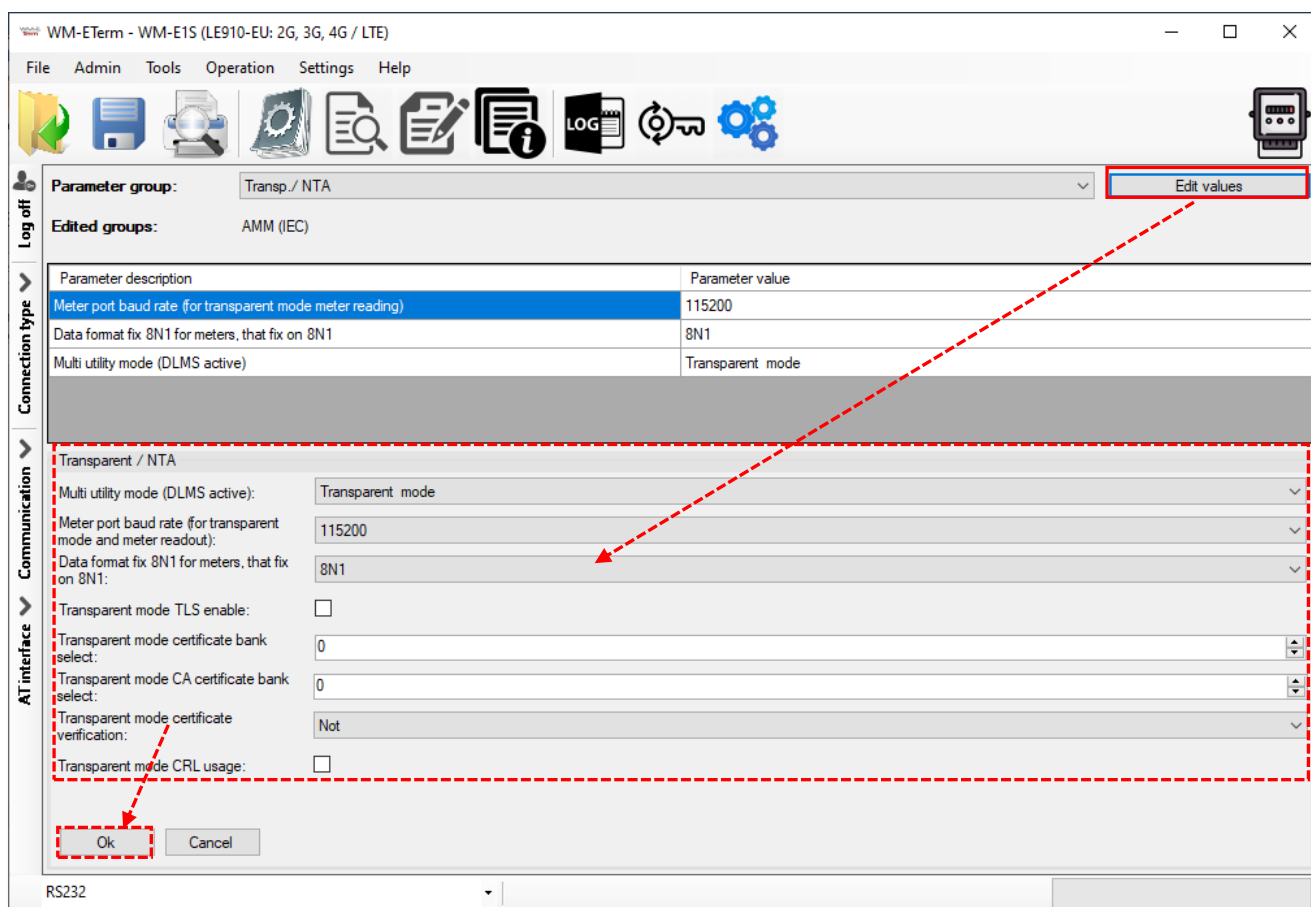 WM-ETerm - WM-E1S (LE910-EU: 2G, 3G, 4G / LTE)
File Admin Tools Operation Settings Help
LOG
Log off
Connection type
Communication
AT interface
Parameter group: Transp./ NTA Edit values
Edited groups: AMM (IEC)
Parameter description Parameter value
Meter port baud rate (for transparent mode meter reading) 115200
Data format fix 8N1 for meters, that fix on 8N1 8N1
Multi utility mode (DLMS active) Transparent mode
Transparent / NTA
Multi utility mode (DLMS active): Transparent mode
Meter port baud rate (for transparent
mode and meter readout): 115200
Data format fix 8N1 for meters, that fix
on 8N1: 8N1
Transparent mode TLS enable:
Transparent mode certificate bank
select: 0
Transparent mode CA certificate bank
select: 0
Transparent mode certificate
verification: Not
Transparent mode CRL usage:
Ok Cancel
RS232